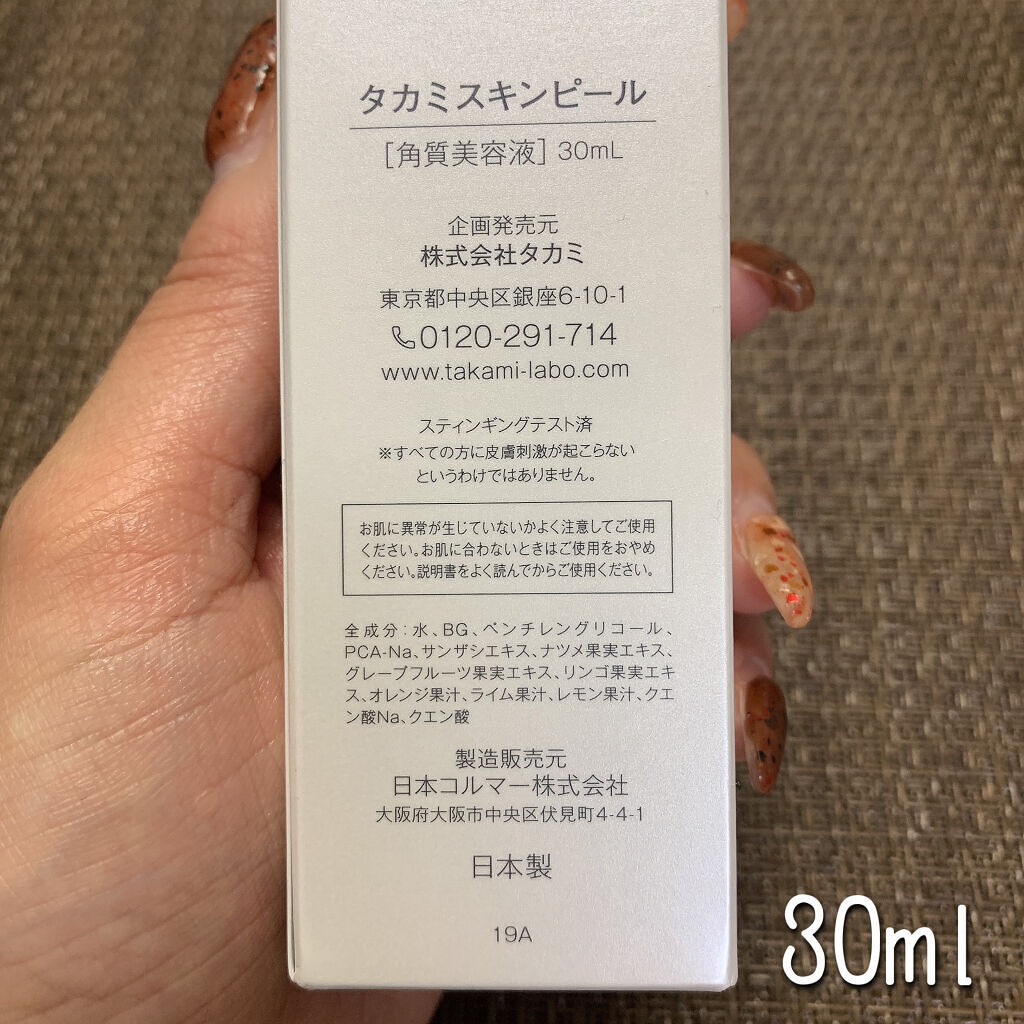 タカミスキンピール
[角質美容液] 30mL
企画発売元
株式会社タカミ
東京都中央区銀座6-10-1
0120-291-714
www.takami-labo.com
スティンギングテスト済
※すべての方に皮膚刺激が起こらない
というわけではありません。
お肌に異常が生じていないかよく注意してご使用
ください。お肌に合わないときはご使用をおやめ
ください。説明書をよく読んでからご使用ください。
全成分：水、BG、ペンチレングリコール、
PCA-Na、サンザシエキス、ナツメ果実エキス、
グレープフルーツ果実エキス、リンゴ果実エキ
ス、オレンジ果汁、ライム果汁、レモン果汁、クエ
ン酸Na、クエン酸
製造販売元
日本コルマー株式会社
大阪府大阪市中央区伏見町4-4-1
日本製
19A
30ml